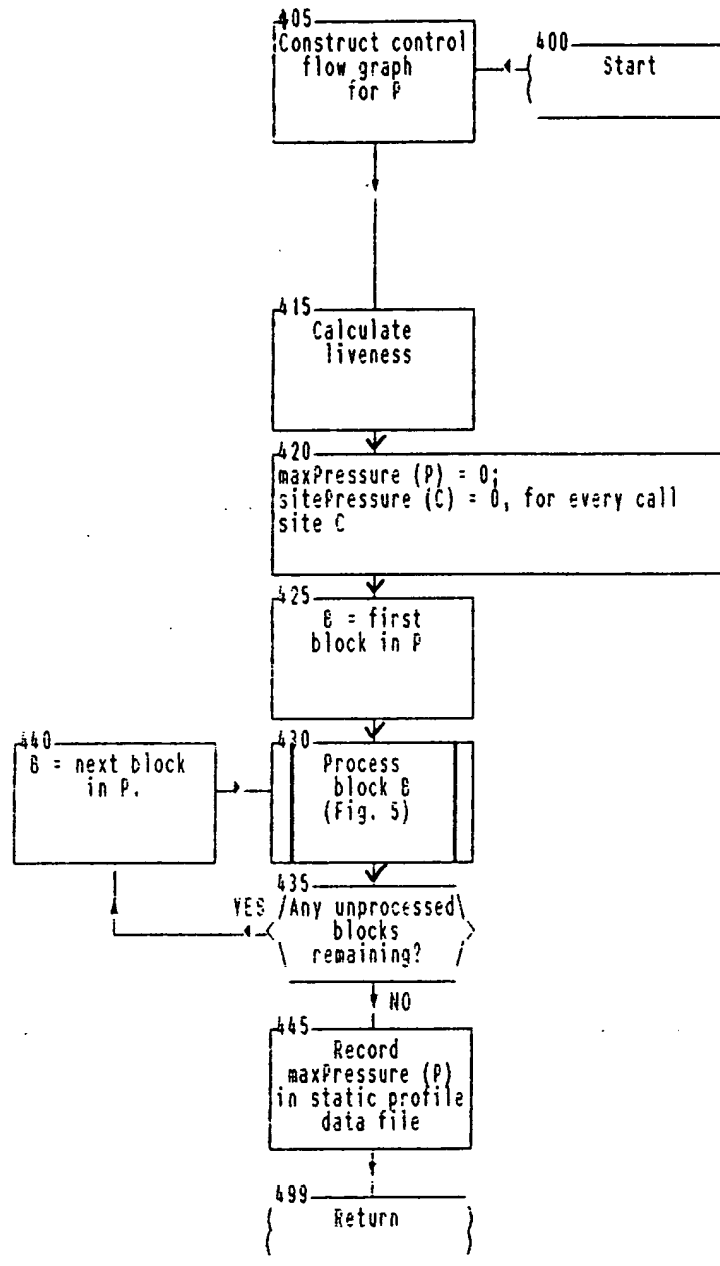 405
Construct control
flow graph
for P
400
Start
415
Calculate
liveness
420
maxPressure (P) = 0;
sitePressure (C) = 0, for every call
site C
425
B = first
block in P
440
B = next block
in P.
430
Process
block B
(Fig. 5)
435
YES
Any unprocessed
blocks
remaining?
NO
445
Record
maxPressure (P)
in static profile
data file
499
Return